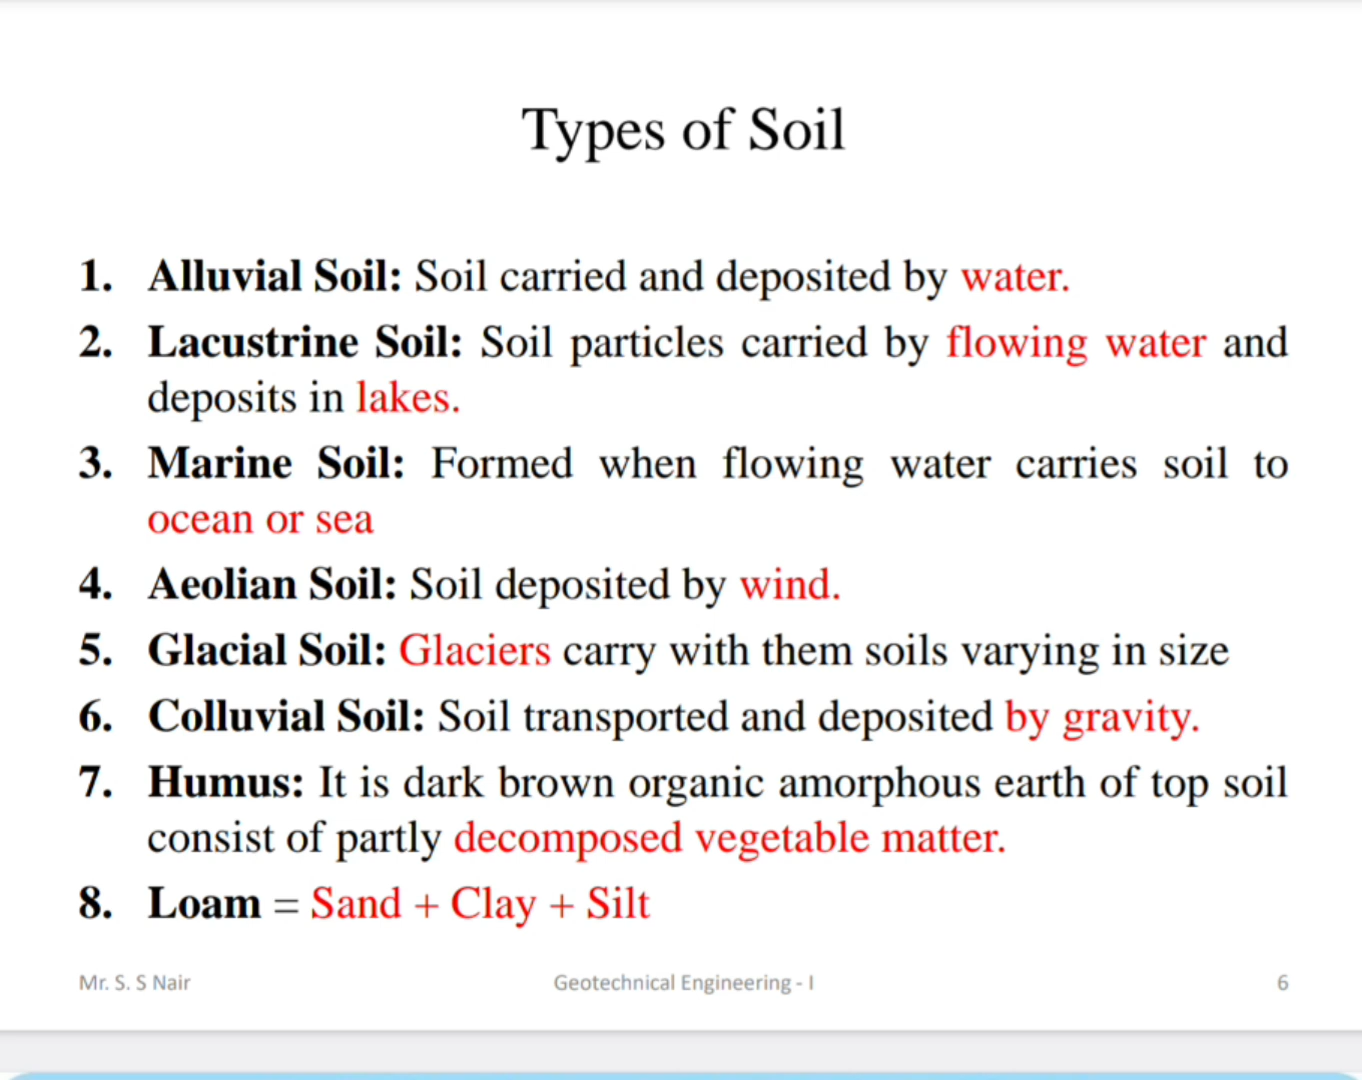 Types of Soil
1. Alluvial Soil: Soil carried and deposited by water.
2. Lacustrine Soil: Soil particles carried by flowing water and
deposits in lakes.
3. Marine Soil: Formed when flowing water carries soil to
ocean or sea
4. Aeolian Soil: Soil deposited by wind.
5. Glacial Soil: Glaciers carry with them soils varying in size
6. Colluvial Soil: Soil transported and deposited by gravity.
7. Humus: It is dark brown organic amorphous earth of top soil
consist of partly decomposed vegetable matter.
8. Loam = Sand + Clay + Silt
Mr. S. S Nair Geotechnical Engineering - I 6